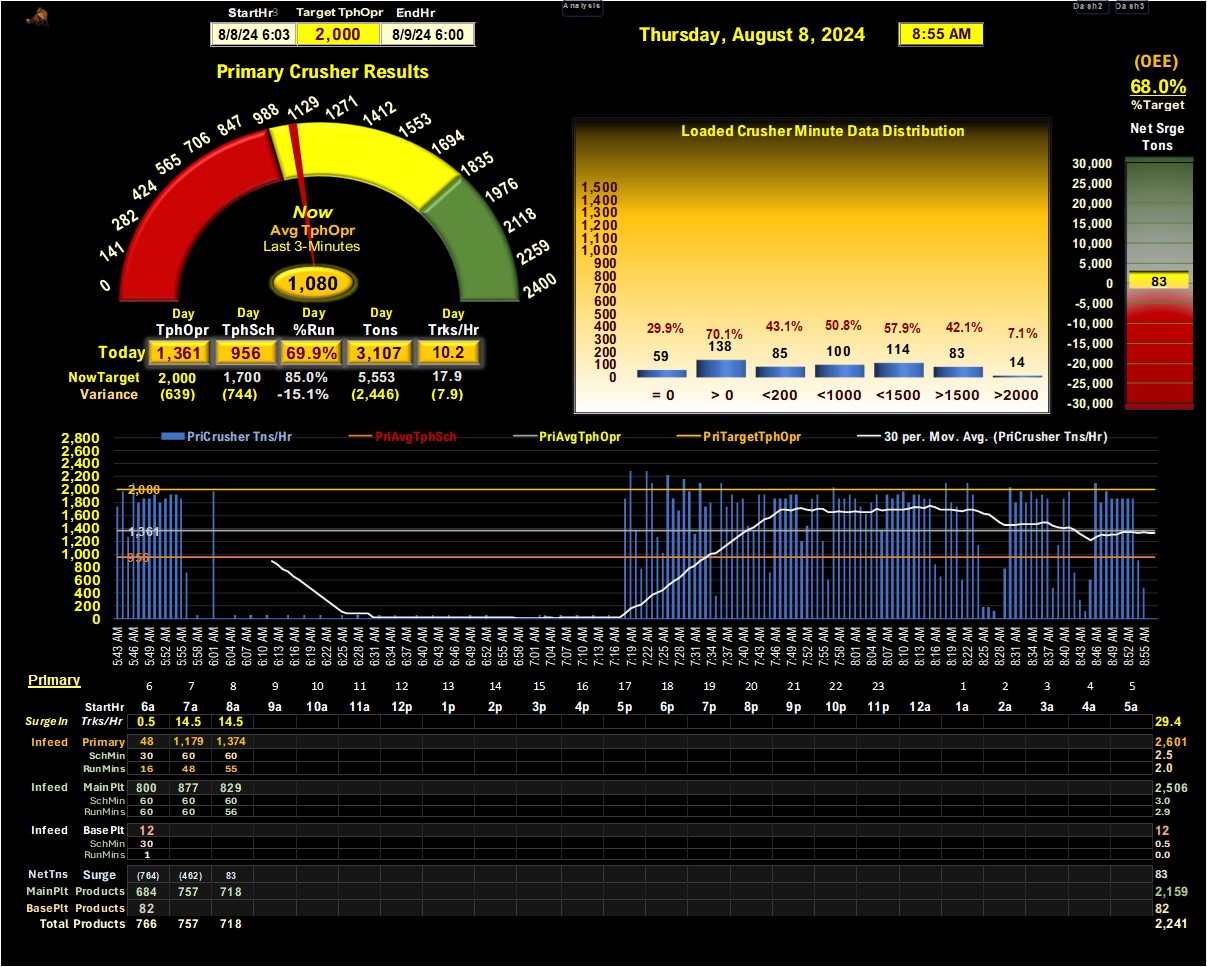 Analysis
Dash2 Dash3
StartHr3 Target TphOpr EndHr
8/8/24 6:03 2,000 8/9/24 6:00
Thursday, August 8, 2024 8:55 AM
Primary Crusher Results
(OEE)
68.0%
%Target
Net Srge
Tons
0 141 282 424 565 706 847 988 1129 1271 1412 1553 1694 1835 1976 2118 2259 2400
Now
Avg TphOpr
Last 3-Minutes
1,080
Day Day Day Day Day
TphOpr TphSch %Run Tons Trks/Hr
Today 1,361 956 69.9% 3,107 10.2
NowTarget 2,000 1,700 85.0% 5,553 17.9
Variance (639) (744) -15.1% (2,446) (7.9)
Loaded Crusher Minute Data Distribution
1,500
1,400
1,300
1,200
1,100
1,000
900
800
700
600
500
400
300
200
100
0
29.9% 70.1% 43.1% 50.8% 57.9% 42.1% 7.1%
59 138 85 100 114 83 14
= 0 > 0 <200 <1000 <1500 >1500 >2000
30,000
25,000
20,000
15,000
10,000
5,000
0
-5,000
-10,000
-15,000
-20,000
-25,000
-30,000
83
PriCrusher Tns/Hr PriAvgTphSch PriAvgTphOpr PriTargetTphOpr 30 per. Mov. Avg. (PriCrusher Tns/Hr)
2,800
2,600
2,400
2,200
2,000
1,800
1,600
1,400
1,200
1,000
800
600
400
200
0
2,000
1,361
956
5:43 AM 5:46 AM 5:49 AM 5:52 AM 5:55 AM 5:58 AM 6:01 AM 6:04 AM 6:07 AM 6:10 AM 6:13 AM 6:16 AM 6:19 AM 6:22 AM 6:25 AM 6:28 AM 6:31 AM 6:34 AM 6:37 AM 6:40 AM 6:43 AM 6:46 AM 6:49 AM 6:52 AM 6:55 AM 6:58 AM 7:01 AM 7:04 AM 7:07 AM 7:10 AM 7:13 AM 7:16 AM 7:19 AM 7:22 AM 7:25 AM 7:28 AM 7:31 AM 7:34 AM 7:37 AM 7:40 AM 7:43 AM 7:46 AM 7:49 AM 7:52 AM 7:55 AM 7:58 AM 8:01 AM 8:04 AM 8:07 AM 8:10 AM 8:13 AM 8:16 AM 8:19 AM 8:22 AM 8:25 AM 8:28 AM 8:31 AM 8:34 AM 8:37 AM 8:40 AM 8:43 AM 8:46 AM 8:49 AM 8:52 AM 8:55 AM
Primary
6 7 8 9 10 11 12 13 14 15 16 17 18 19 20 21 22 23 1 2 3 4 5
StartHr 6a 7a 8a 9a 10a 11a 12p 1p 2p 3p 4p 5p 6p 7p 8p 9p 10p 11p 12a 1a 2a 3a 4a 5a
SurgeIn Trks/Hr 0.5 14.5 14.5 29.4
Infeed Primary 48 1,179 1,374 2,601
SchMin 30 60 60 2.5
RunMins 16 48 55 2.0
Infeed MainPlt 800 877 829 2,506
SchMin 60 60 60 3.0
RunMins 60 60 56 2.9
Infeed Base Plt 12 12
SchMin 30 0.5
RunMins 1 0.0
NetTns Surge (764) (462) 83 83
MainPlt Products 684 757 718 2,159
BasePlt Products 82 82
Total Products 766 757 718 2,241